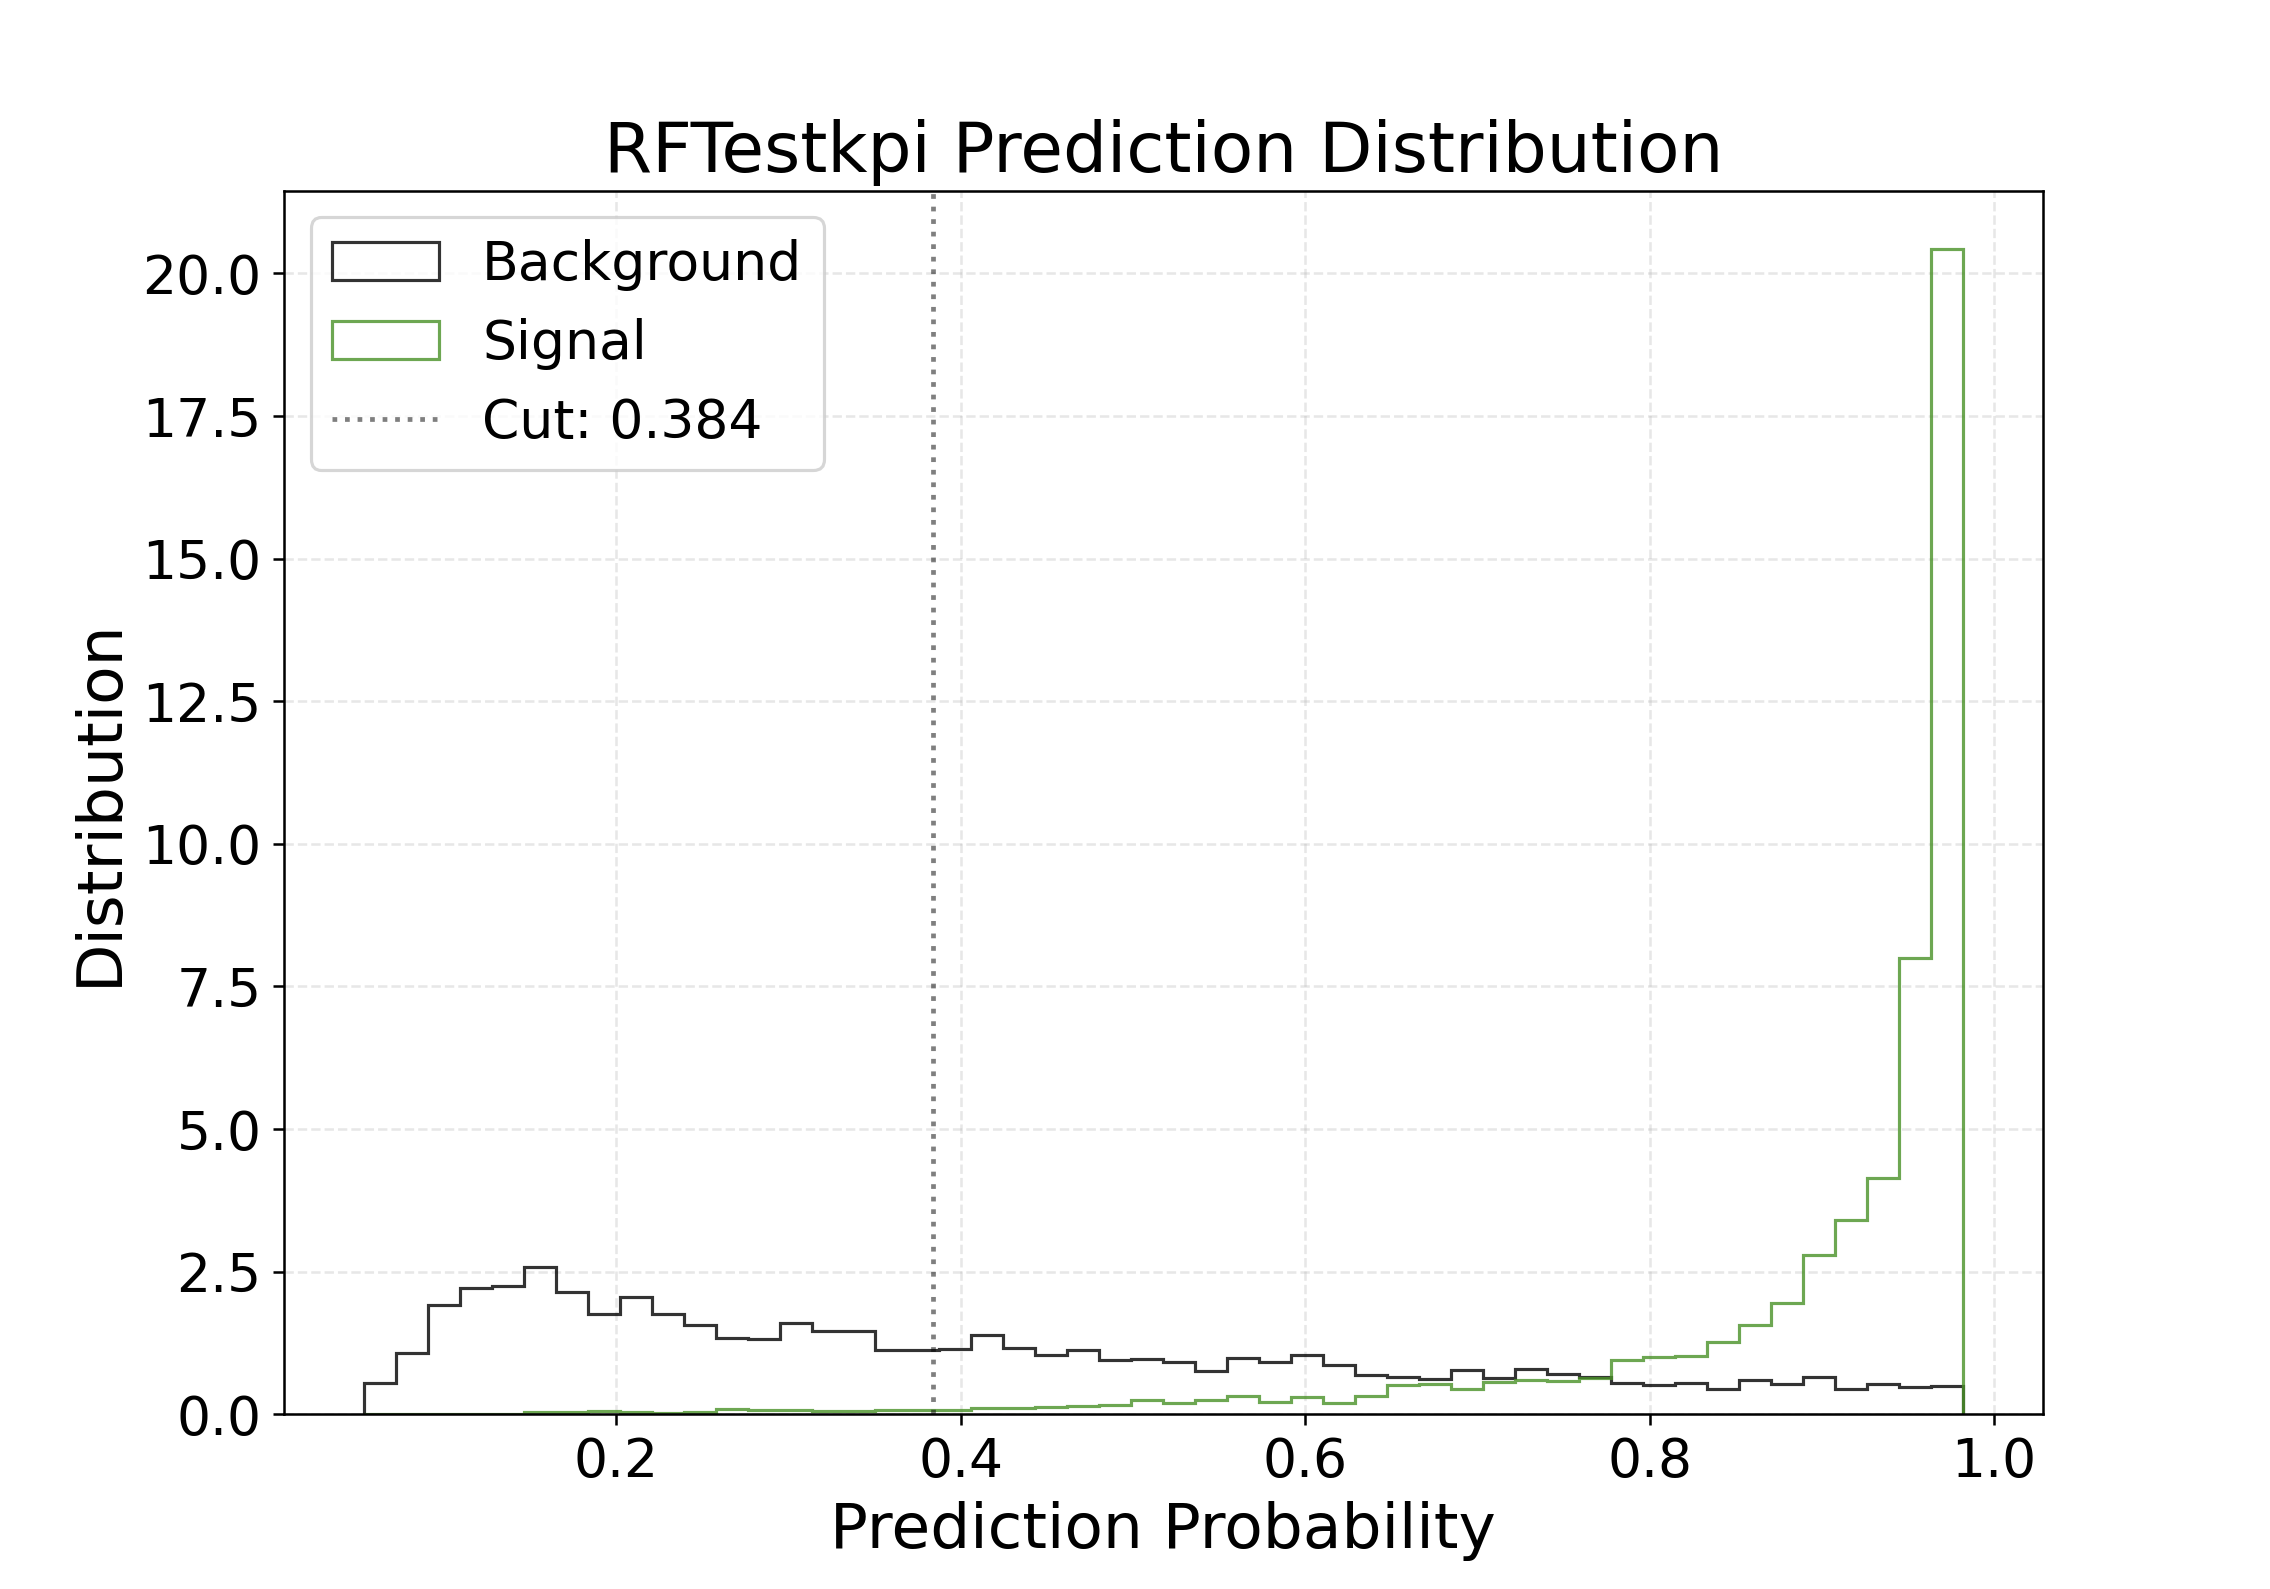 RFTestkpi Prediction Distribution
Background
Signal
Cut: 0.384
Distribution
20.0
17.5
15.0
12.5
10.0
7.5
5.0
2.5
0.0
0.2 0.4 0.6 0.8 1.0
Prediction Probability